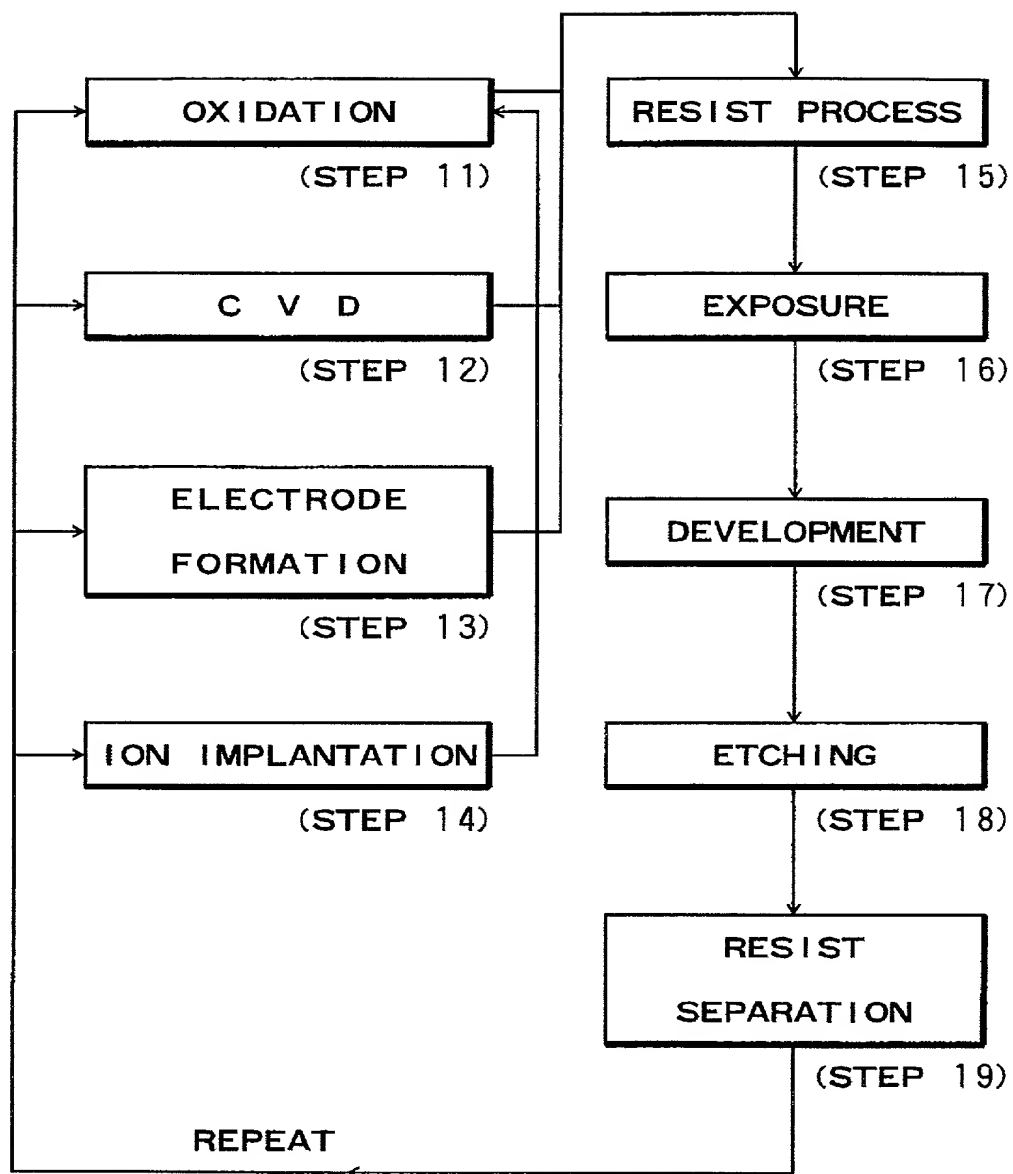 OXIDATION
(STEP 11)
C V D
(STEP 12)
ELECTRODE
FORMATION
(STEP 13)
ION IMPLANTATION
(STEP 14)
RESIST PROCESS
(STEP 15)
EXPOSURE
(STEP 16)
DEVELOPMENT
(STEP 17)
ETCHING
(STEP 18)
RESIST
SEPARATION
(STEP 19)
REPEAT